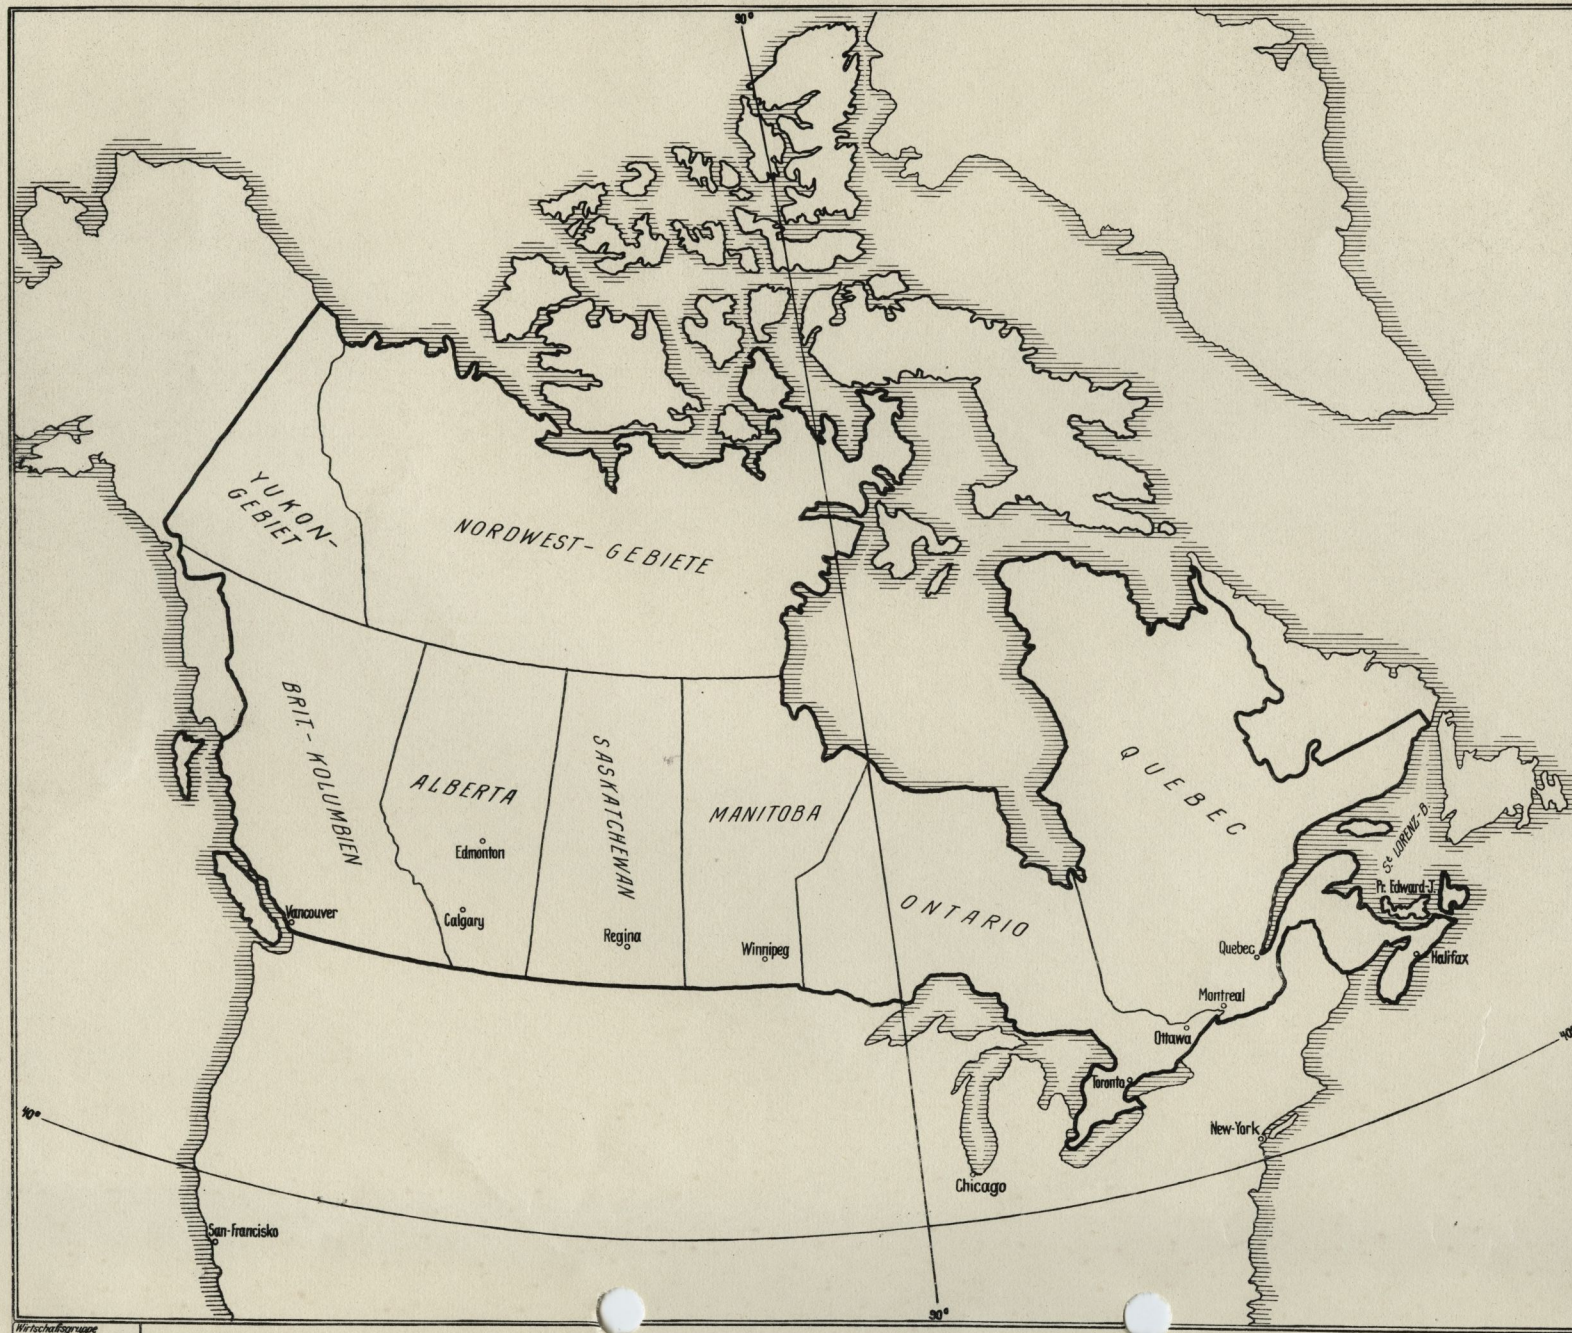 90°
YUKON-
GEBIET
NORDWEST-GEBIETE
BRIT.-KOLUMBIEN
ALBERTA
Edmonton
Calgary
Vancouver
SASKATCHEWAN
Regina
MANITOBA
Winnipeg
ONTARIO
QUEBEC
St LORENZ-B.
Pr. Edward-J.
Quebec
Halifax
Montreal
Ottawa
Toronto
40°
40°
New-York
Chicago
San-Francisko
90°
Wirtschaftsgruppe